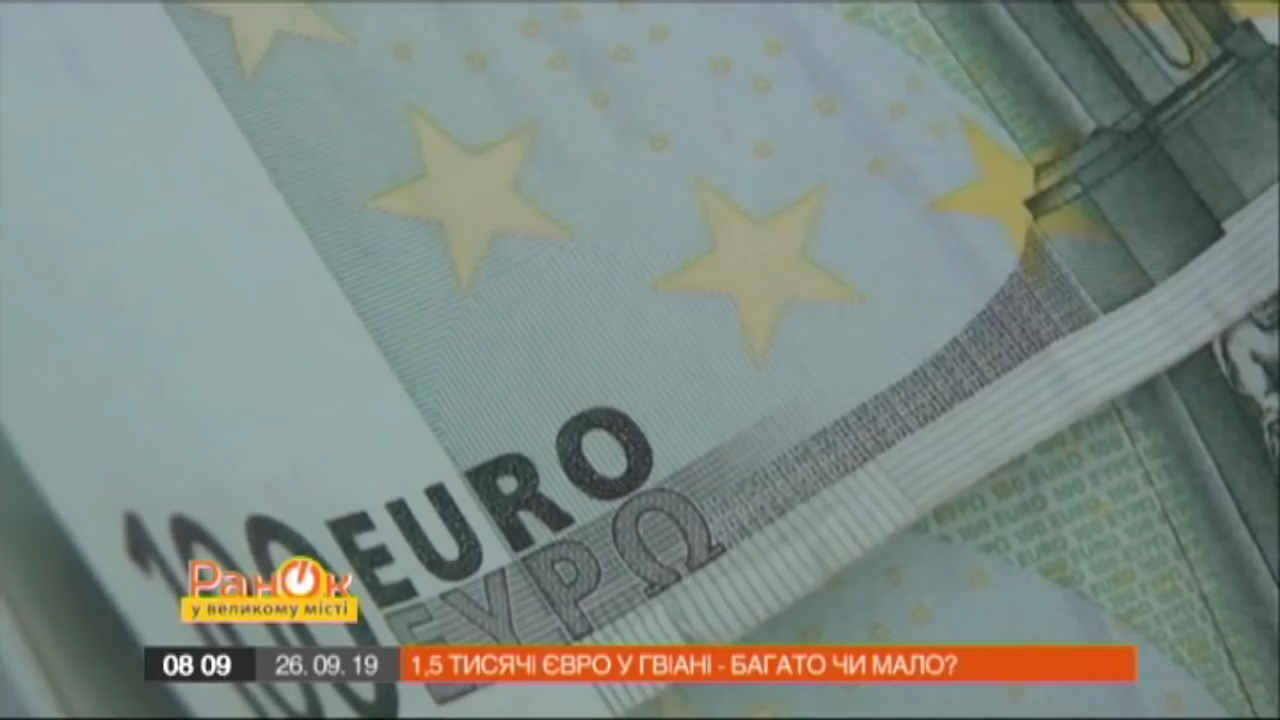 100 EURO
ΕΥΡΩ
Ранок
у великому місті
08 09 26. 09. 19 1,5 ТИСЯЧІ ЄВРО У ГВІАНІ - БАГАТО ЧИ МАЛО?